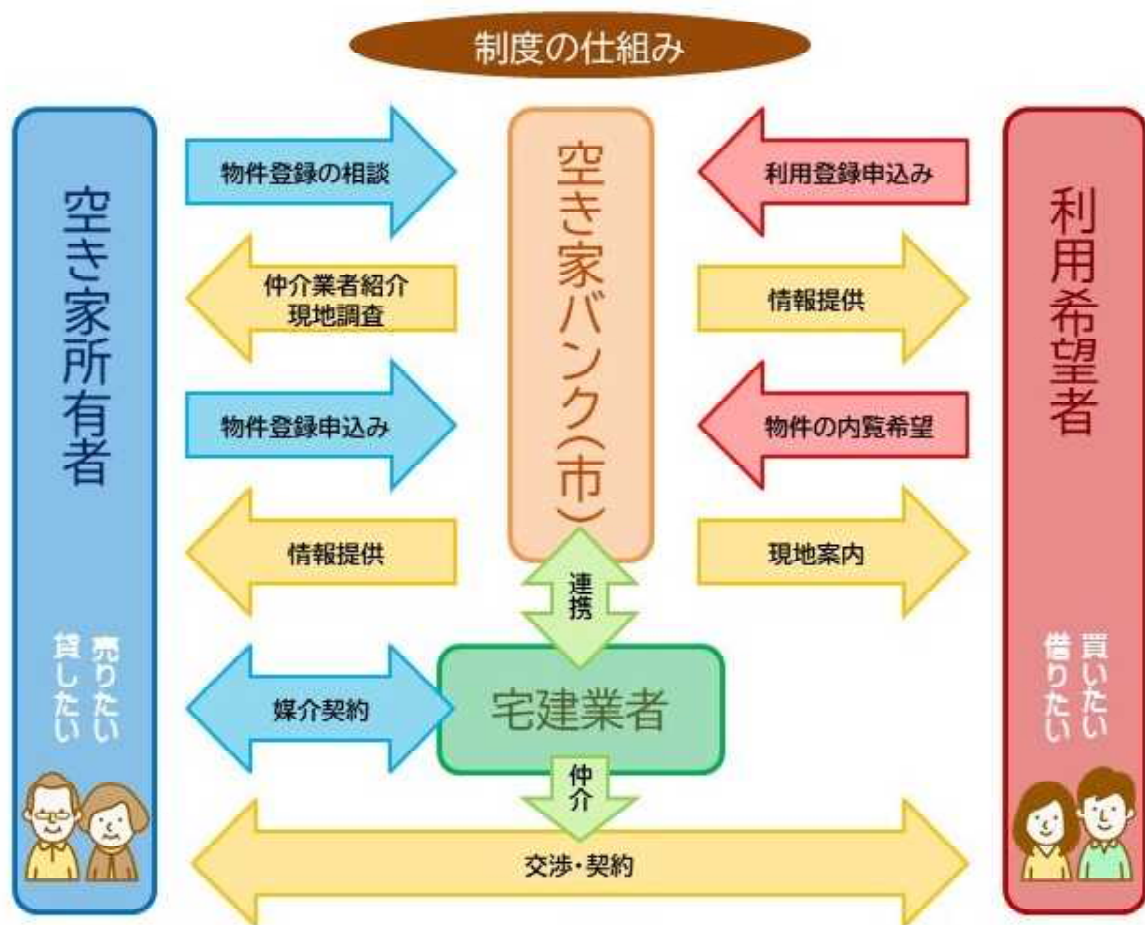 制度の仕組み
空き家所有者
売りたい
貸したい
物件登録の相談
仲介業者紹介
現地調査
物件登録申込み
情報提供
媒介契約
空き家バンク(市)
連携
宅建業者
仲介
交渉・契約
利用登録申込み
情報提供
物件の内覧希望
現地案内
利用希望者
買いたい
借りたい